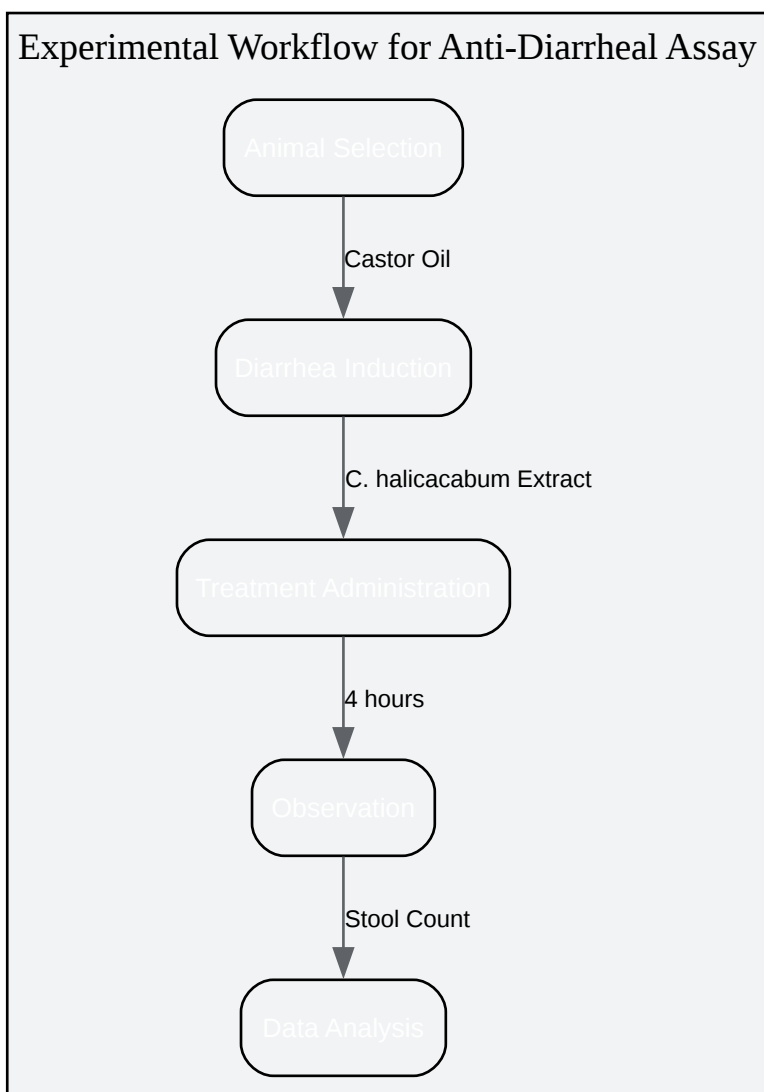 Experimental Workflow for Anti-Diarrheal Assay
Animal Selection
Castor Oil
Diarrhea Induction
C. halicacabum Extract
Treatment Administration
4 hours
Observation
Stool Count
Data Analysis